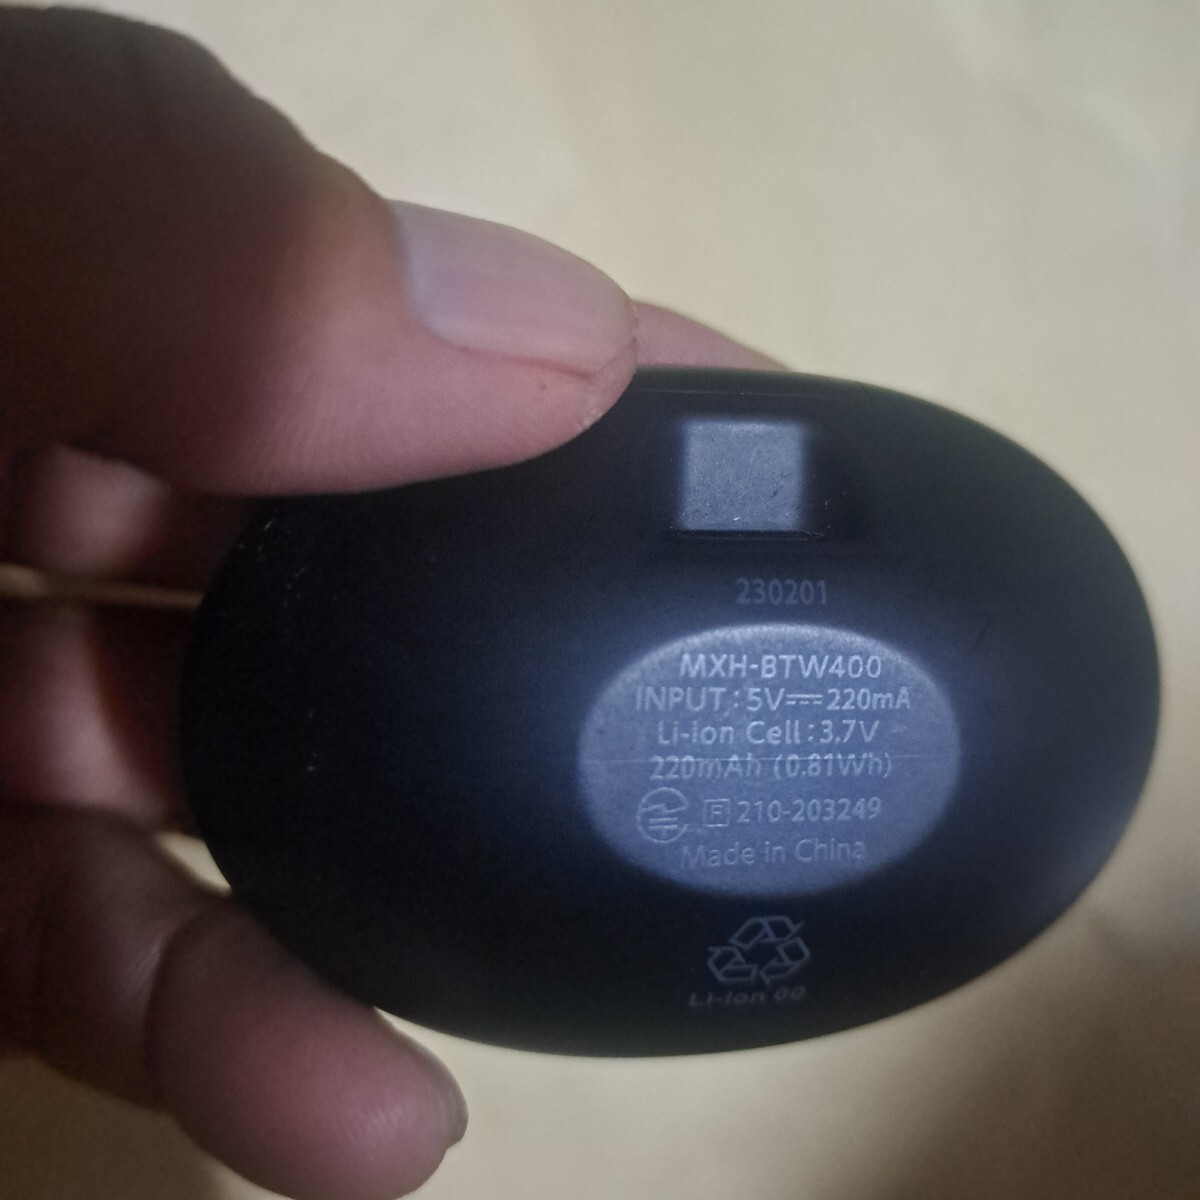 230201
MXH-BTW400
INPUT : 5V⎓220mA
Li-ion Cell : 3.7V
220mAh (0.81Wh)
R 210-203249
Made in China
Li-ion 00